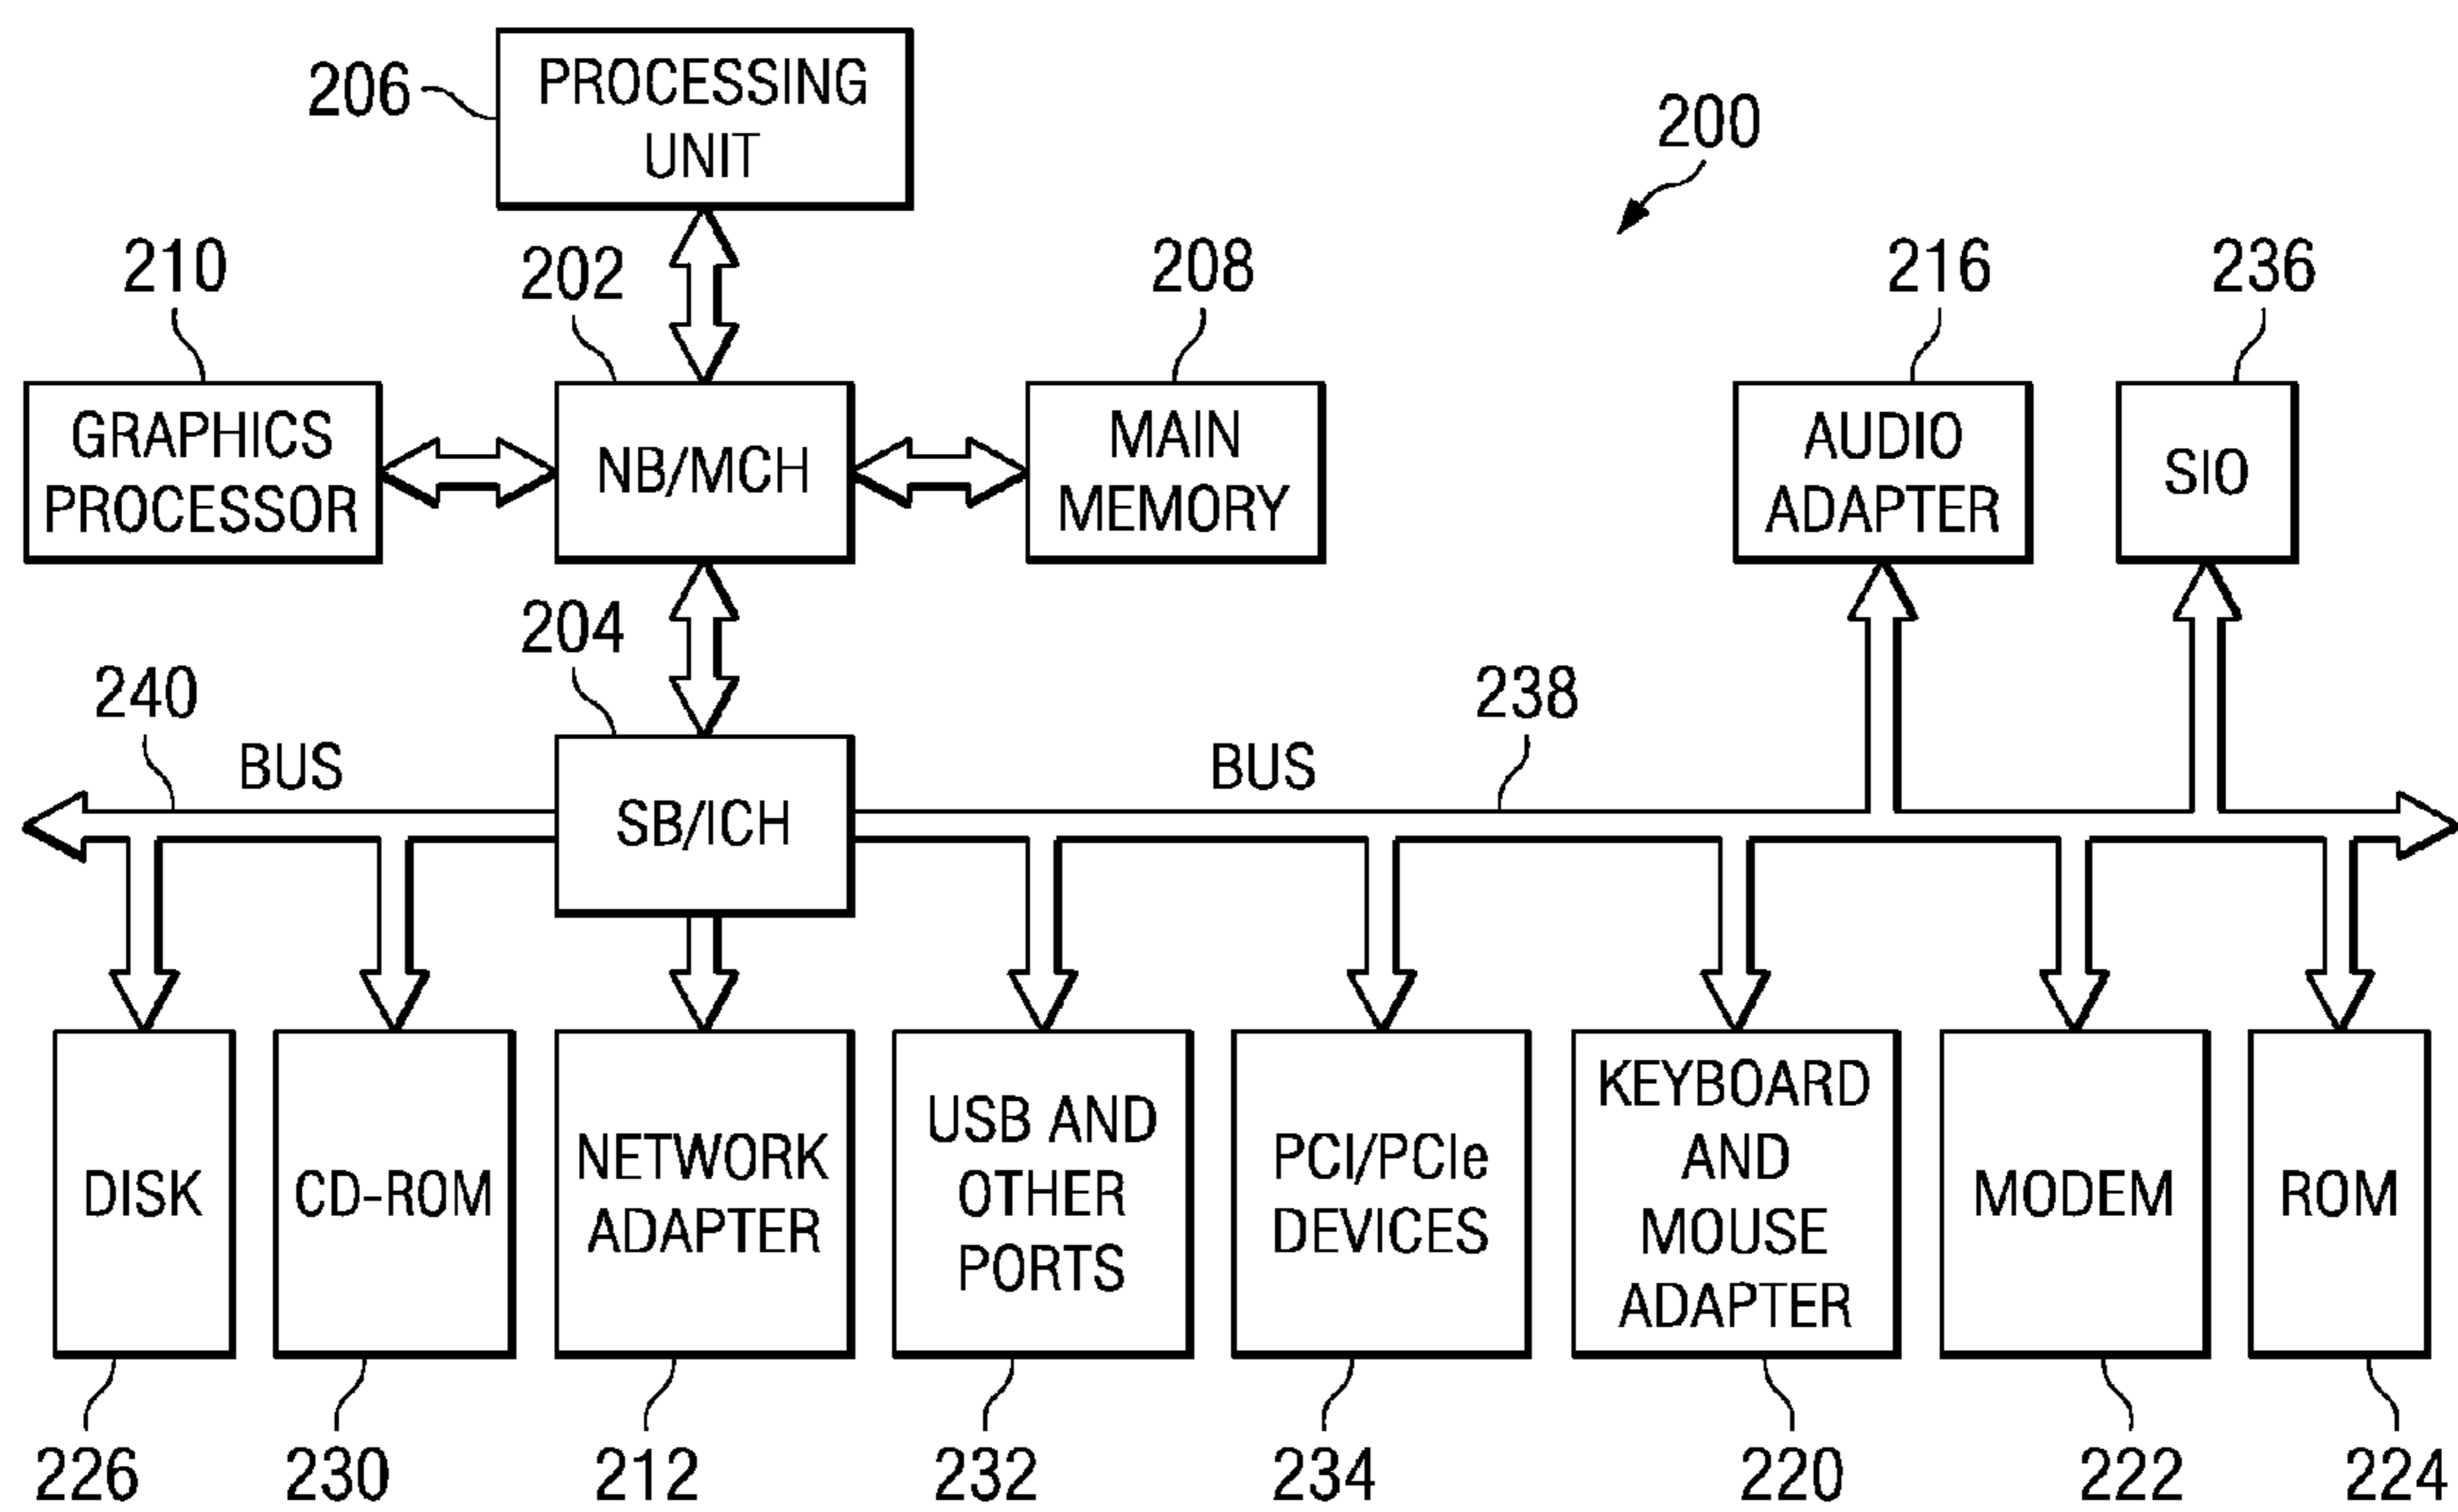 206
PROCESSING
UNIT
200
210
202
208
216
236
GRAPHICS
PROCESSOR
NB/MCH
MAIN
MEMORY
AUDIO
ADAPTER
SIO
204
240
BUS
238
BUS
SB/ICH
DISK
CD-ROM
NETWORK
ADAPTER
USB AND
OTHER
PORTS
PCI/PCIe
DEVICES
KEYBOARD
AND
MOUSE
ADAPTER
MODEM
ROM
226
230
212
232
234
220
222
224